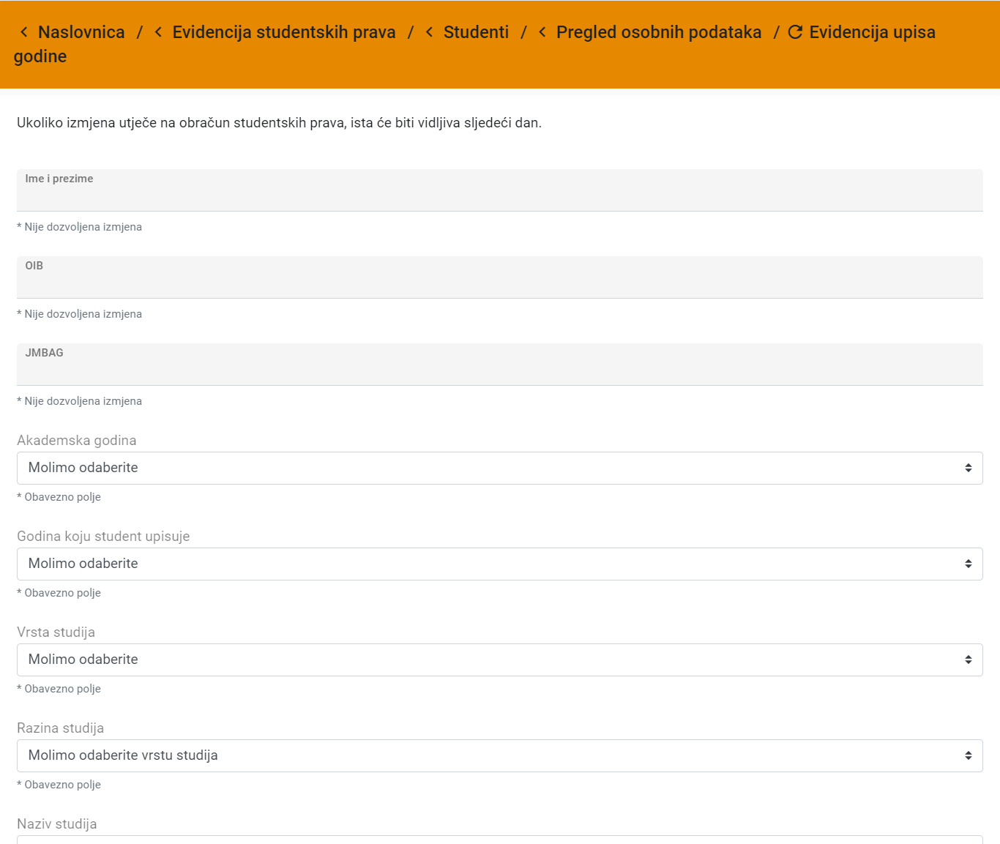 Naslovnica / Evidencija studentskih prava / Studenti / Pregled osobnih podataka / Evidencija upisa
godine
Ukoliko izmjena utječe na obračun studentskih prava, ista će biti vidljiva sljedeći dan.
Ime i prezime
* Nije dozvoljena izmjena
OIB
* Nije dozvoljena izmjena
JMBAG
* Nije dozvoljena izmjena
Akademska godina
Molimo odaberite
* Obavezno polje
Godina koju student upisuje
Molimo odaberite
* Obavezno polje
Vrsta studija
Molimo odaberite
* Obavezno polje
Razina studija
Molimo odaberite vrstu studija
* Obavezno polje
Naziv studija